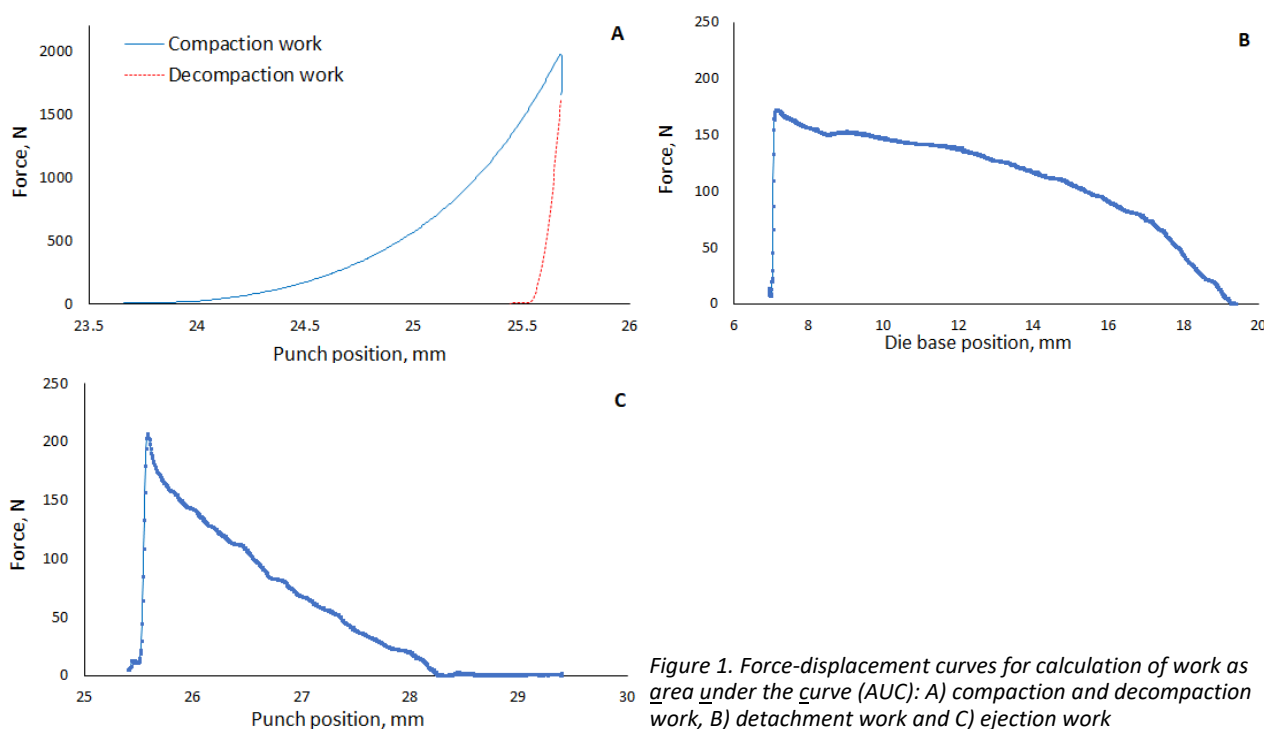 A
Compaction work
Decompaction work
2000
1500
1000
500
0
Force, N
23.5 24 24.5 25 25.5 26
Punch position, mm
B
250
200
150
100
50
0
Force, N
6 8 10 12 14 16 18 20
Die base position, mm
C
250
200
150
100
50
0
Force, N
25 26 27 28 29 30
Punch position, mm
Figure 1. Force-displacement curves for calculation of work as
area under the curve (AUC): A) compaction and decompaction
work, B) detachment work and C) ejection work